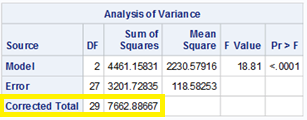 Analysis of Variance
Source DF Sum of Squares Mean Square F Value Pr > F
Model 2 4461.15831 2230.57916 18.81 <.0001
Error 27 3201.72835 118.58253
Corrected Total 29 7662.88667